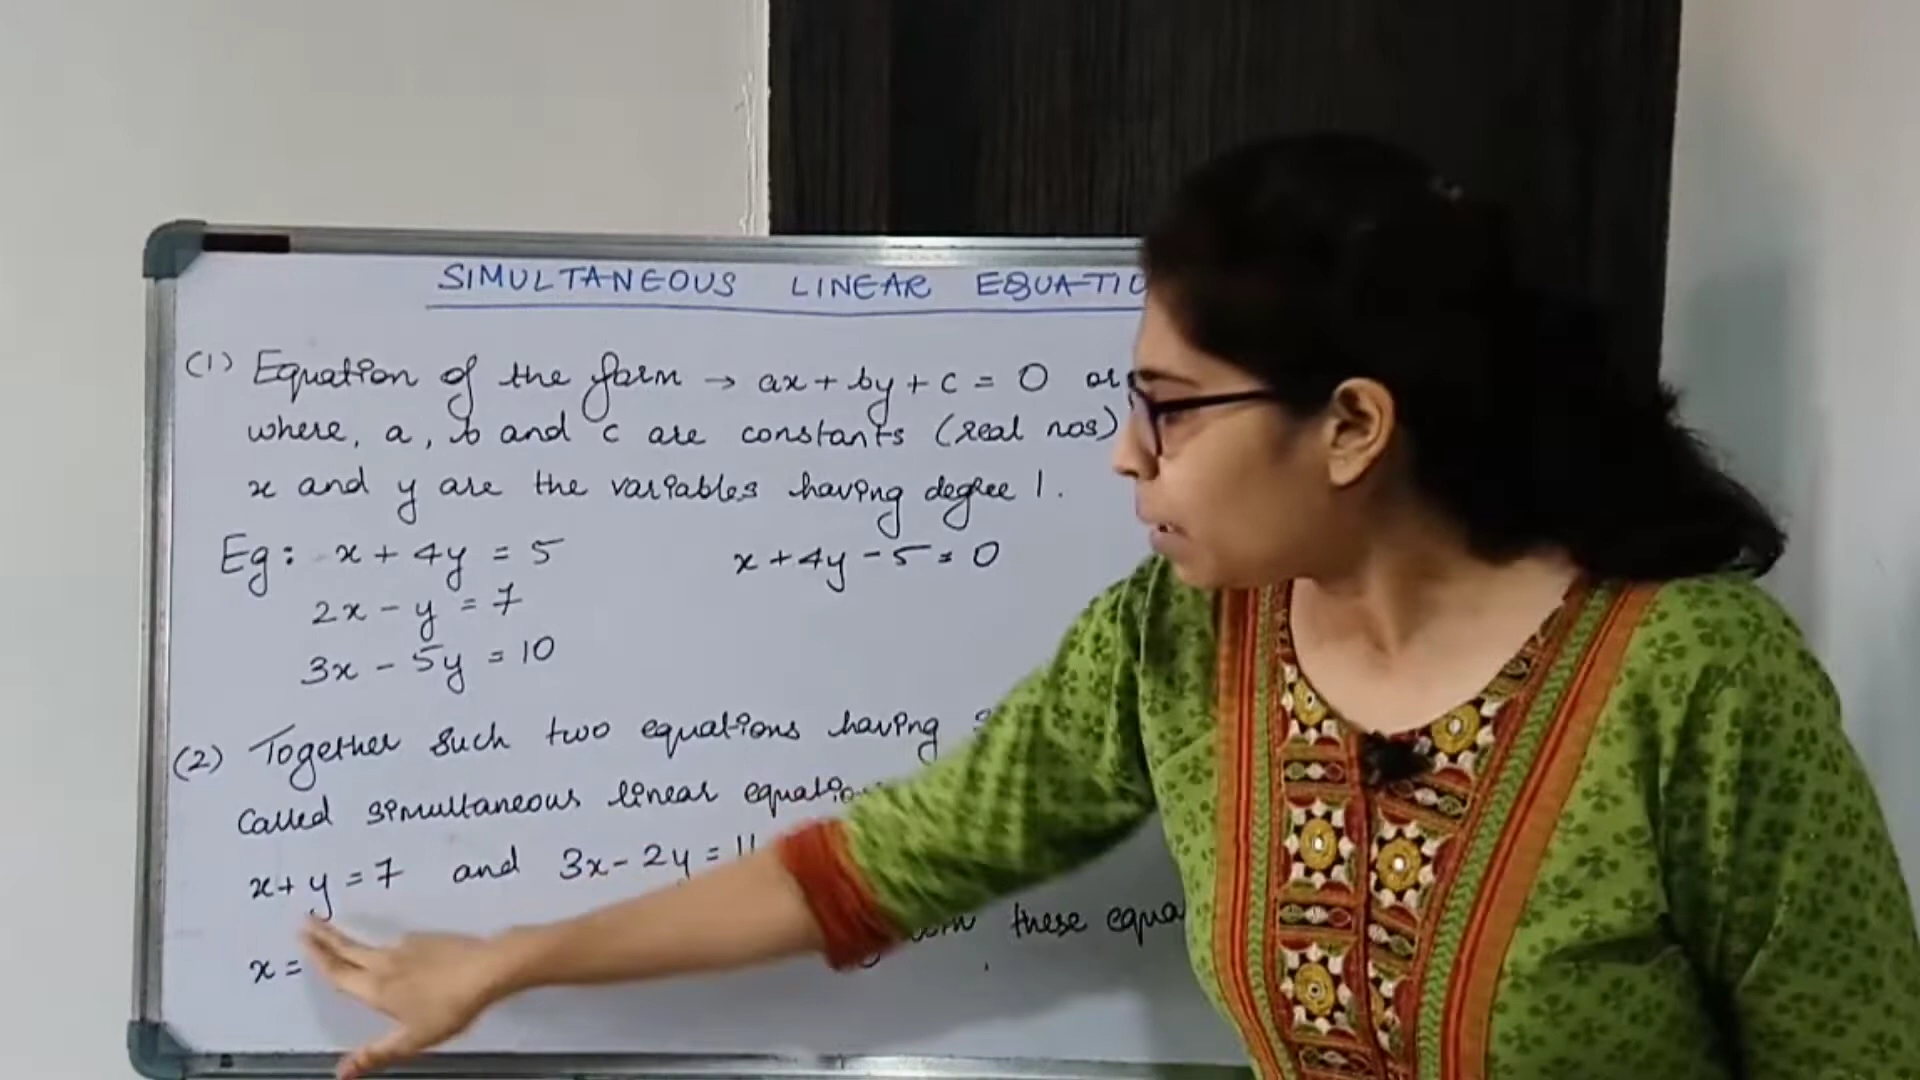 SIMULTANEOUS LINEAR EQUATIO
(1) Equation of the form → ax + by + c = 0 or
where, a, b and c are constants (real nos)
x and y are the variables having degree 1.
Eg: x + 4y = 5 x + 4y - 5 = 0
2x - y = 7
3x - 5y = 10
(2) Together such two equations having
Called simultaneous linear equation
x + y = 7 and 3x - 2y = 11
these equa
x =